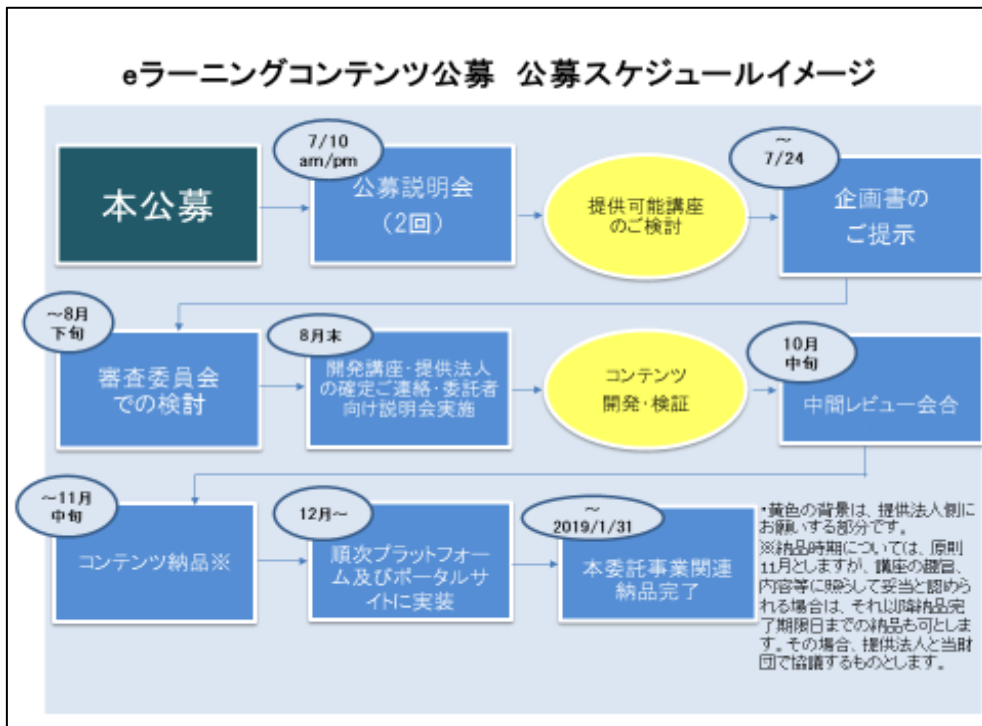 eラーニングコンテンツ公募 公募スケジュールイメージ
本公募
7/10
am/pm
公募説明会
（2回）
提供可能講座
のご検討
～
7/24
企画書の
ご提示
～8月
下旬
審査委員会
での検討
8月末
開発講座・提供法人
の確定ご連絡・委託者
向け説明会実施
コンテンツ
開発・検証
10月
中旬
中間レビュー会合
～11月
中旬
コンテンツ納品※
12月～
順次プラットフォー
ム及びポータルサ
イトに実装
～
2019/1/31
本委託事業関連
納品完了
・黄色の背景は、提供法人側に
お願いする部分です。
※納品時期については、原則
11月としますが、講座の趣旨、
内容等に照らして妥当と認めら
れる場合は、それ以降納品完
了期限日までの納品も可としま
す。その場合、提供法人と当財
団で協議するものとします。